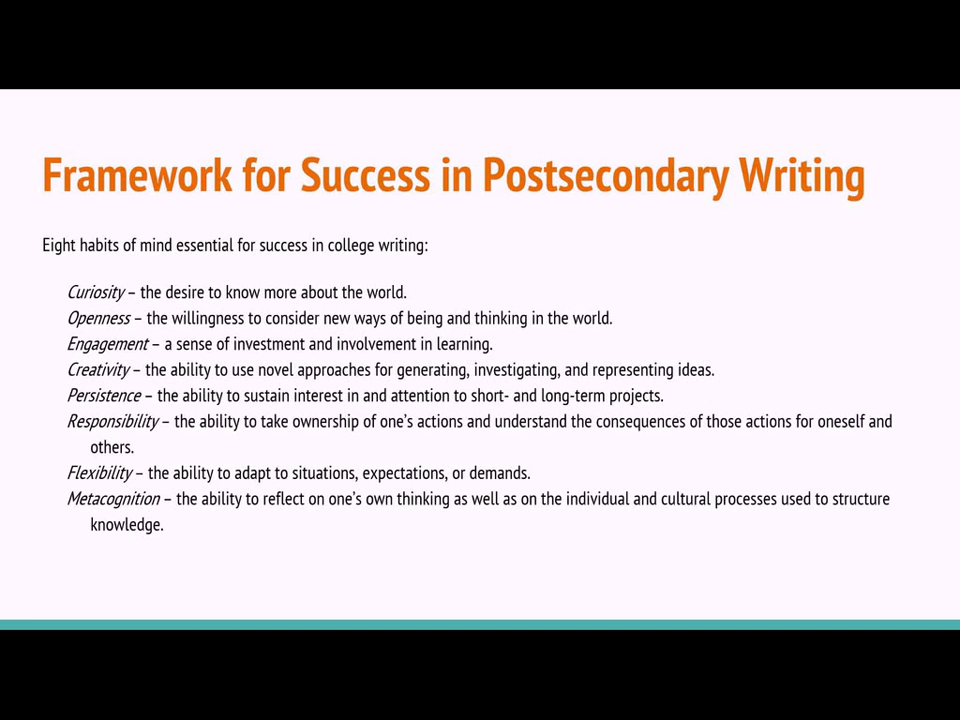 Framework for Success in Postsecondary Writing
Eight habits of mind essential for success in college writing:
Curiosity – the desire to know more about the world.
Openness – the willingness to consider new ways of being and thinking in the world.
Engagement – a sense of investment and involvement in learning.
Creativity – the ability to use novel approaches for generating, investigating, and representing ideas.
Persistence – the ability to sustain interest in and attention to short- and long-term projects.
Responsibility – the ability to take ownership of one's actions and understand the consequences of those actions for oneself and
others.
Flexibility – the ability to adapt to situations, expectations, or demands.
Metacognition – the ability to reflect on one's own thinking as well as on the individual and cultural processes used to structure
knowledge.